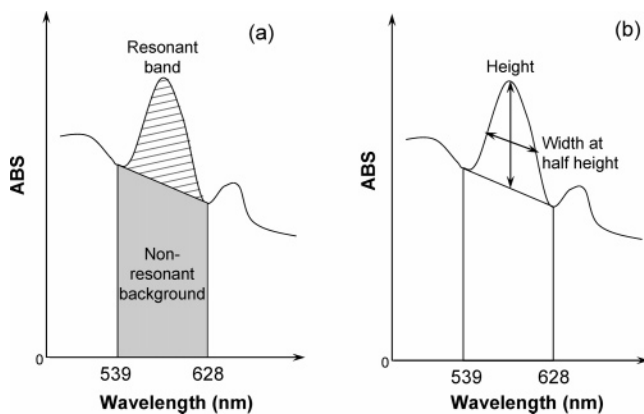 (a)
Resonant
band
ABS
Non-
resonant
background
0
539
628
Wavelength (nm)
(b)
Height
Width at
half height
ABS
0
539
628
Wavelength (nm)